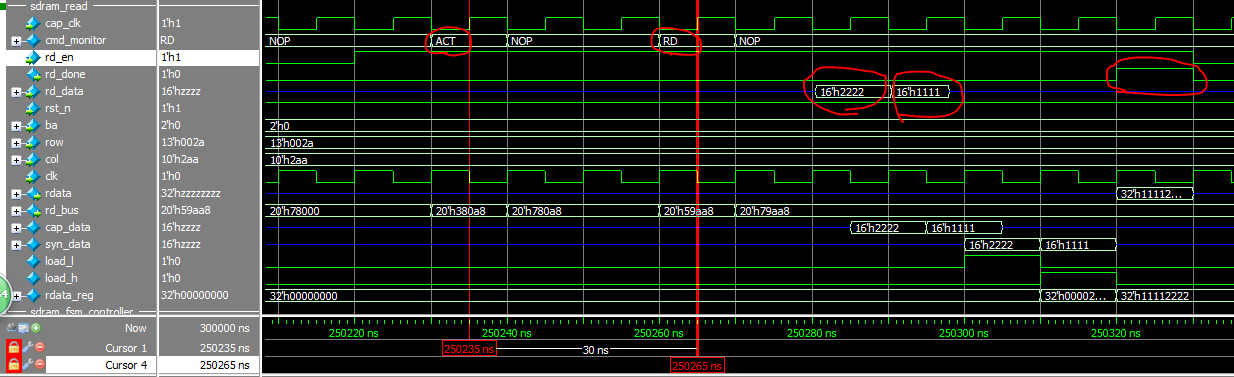 sdram_read
cap_clk 1'h1
cmd_monitor RD NOP ACT NOP RD NOP
rd_en 1'h1
rd_done 1'h0
rd_data 16'hzzzz 16'h2222 16'h1111
rst_n 1'h1
ba 2'h0 2'h0
row 13'h002a 13'h002a
col 10'h2aa 10'h2aa
clk 1'h0
rdata 32'hzzzzzzzz 32'h11112...
rd_bus 20'h59aa8 20'h78000 20'h380a8 20'h780a8 20'h59aa8 20'h79aa8
cap_data 16'hzzzz 16'h2222 16'h1111
syn_data 16'hzzzz 16'h2222 16'h1111
load_l 1'h0
load_h 1'h0
rdata_reg 32'h00000000 32'h00000000 32'h00002... 32'h11112222
sdram_fsm_controller
Now 300000 ns 250220 ns 250240 ns 250260 ns 250280 ns 250300 ns 250320 ns
Cursor 1 250235 ns 250235 ns 30 ns
Cursor 4 250265 ns 250265 ns